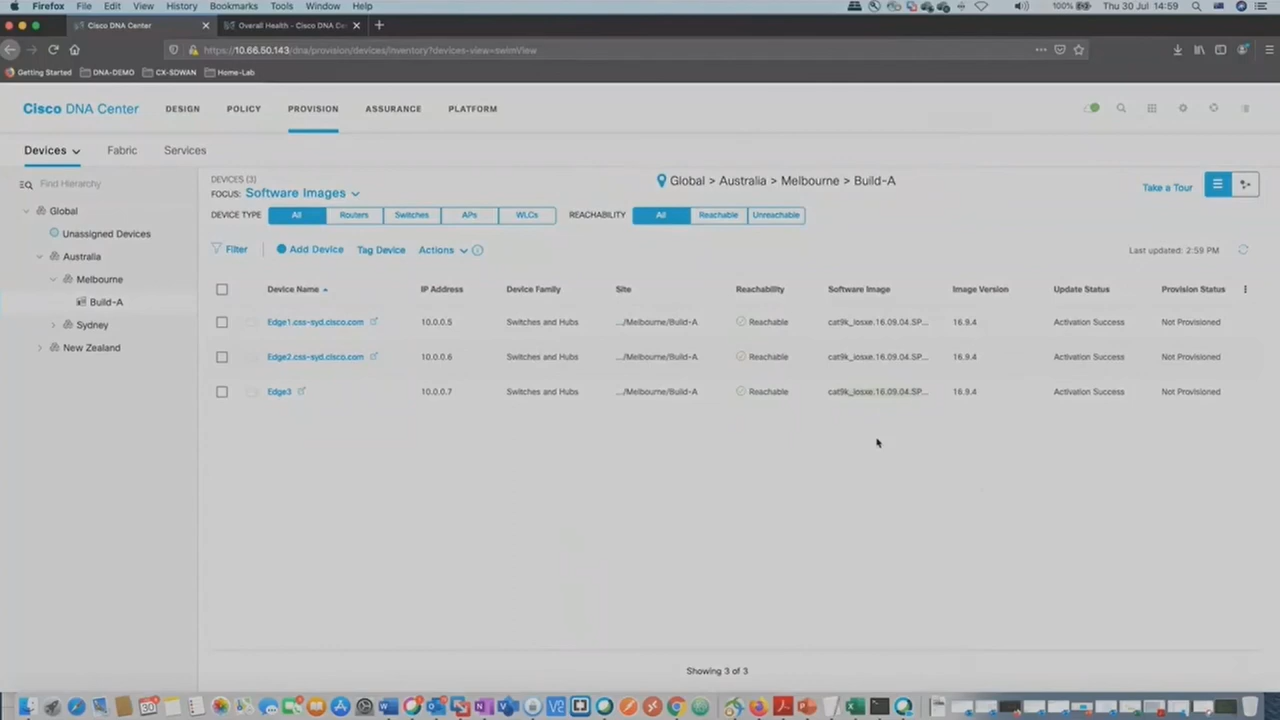 Firefox File Edit View History Bookmarks Tools Window Help 100% Thu 30 Jul 14:59
Cisco DNA Center Overall Health - Cisco DNA Ce
https://10.66.50.143/dna/provision/devices/inventory?devices-view=swimView
Getting Started DNA-DEMO CX-SDWAN Home-Lab
Cisco DNA Center DESIGN POLICY PROVISION ASSURANCE PLATFORM
Devices Fabric Services
Find Hierarchy
Global
Unassigned Devices
Australia
Melbourne
Build-A
Sydney
New Zealand
DEVICES (3)
FOCUS: Software Images
Global > Australia > Melbourne > Build-A
Take a Tour
DEVICE TYPE All Routers Switches APs WLCs REACHABILITY All Reachable Unreachable
Filter Add Device Tag Device Actions Last updated: 2:59 PM
Device Name IP Address Device Family Site Reachability Software Image Image Version Update Status Provision Status
Edge1.css-syd.cisco.com 10.0.0.5 Switches and Hubs .../Melbourne/Build-A Reachable cat9k_iosxe.16.09.04.SP... 16.9.4 Activation Success Not Provisioned
Edge2.css-syd.cisco.com 10.0.0.6 Switches and Hubs .../Melbourne/Build-A Reachable cat9k_iosxe.16.09.04.SP... 16.9.4 Activation Success Not Provisioned
Edge3 10.0.0.7 Switches and Hubs .../Melbourne/Build-A Reachable cat9k_iosxe.16.09.04.SP... 16.9.4 Activation Success Not Provisioned
Showing 3 of 3